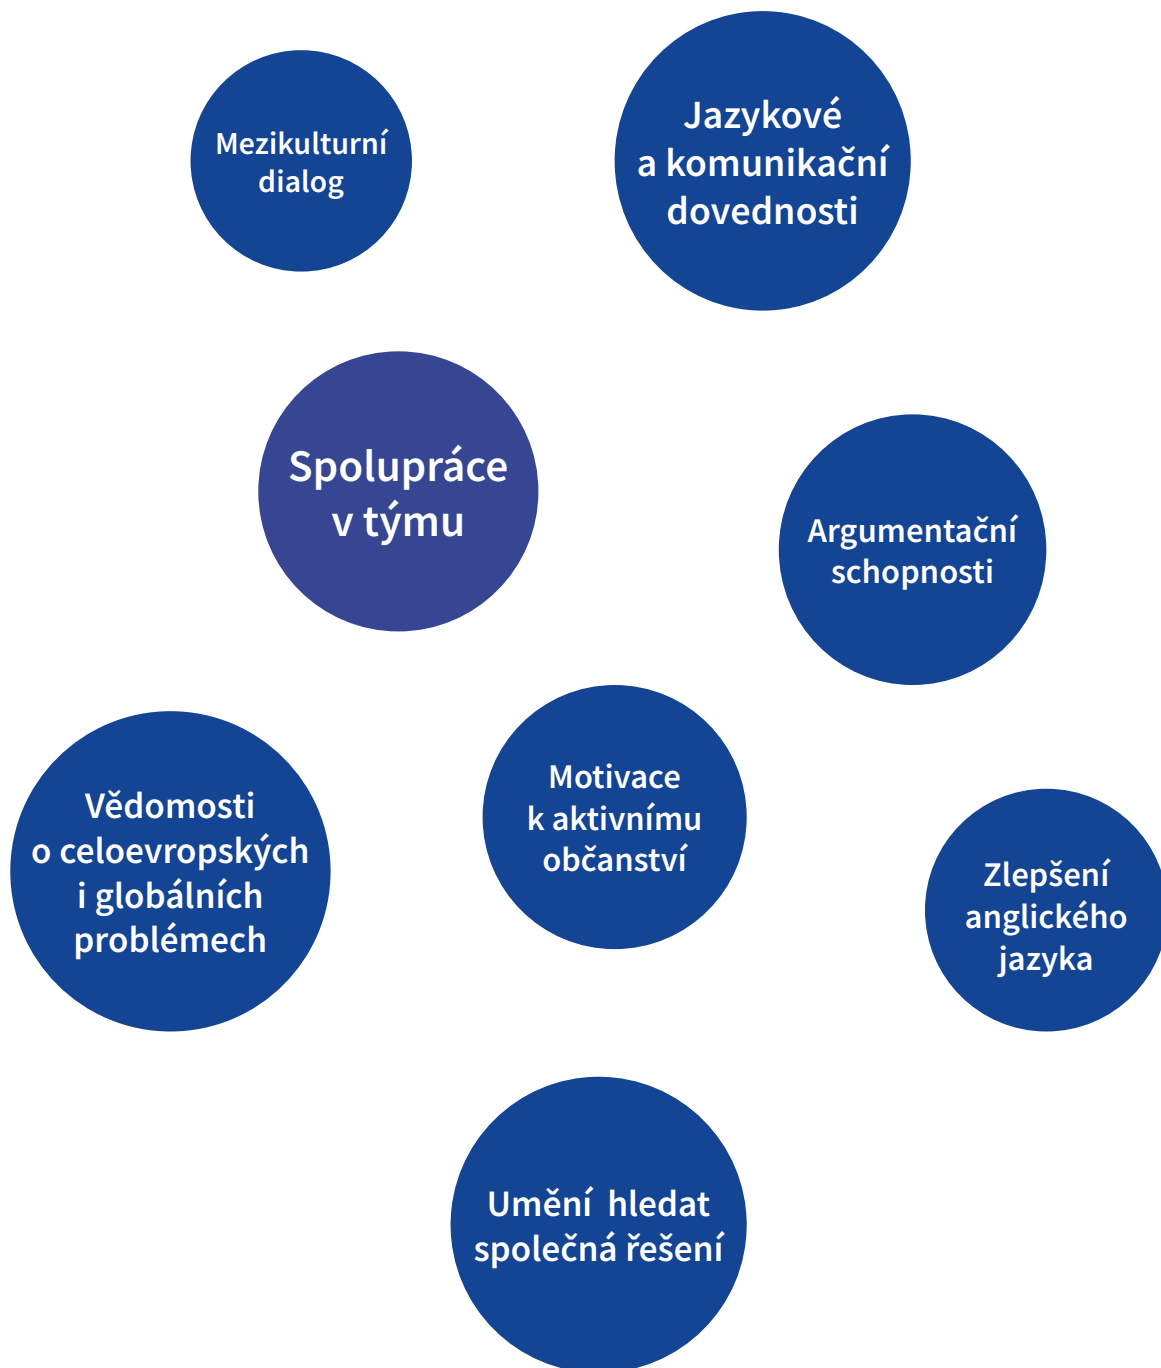 Mezikulturní
dialog
Jazykové
a komunikační
dovednosti
Spolupráce
v týmu
Argumentační
schopnosti
Vědomosti
o celoevropských
i globálních
problémech
Motivace
k aktivnímu
občanství
Zlepšení
anglického
jazyka
Umění hledat
společná řešení